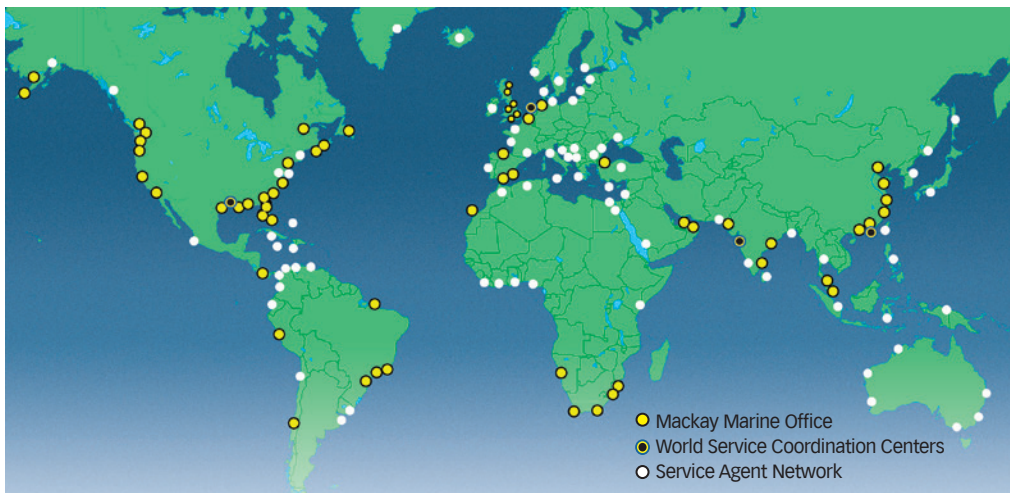 Mackay Marine Office
World Service Coordination Centers
Service Agent Network